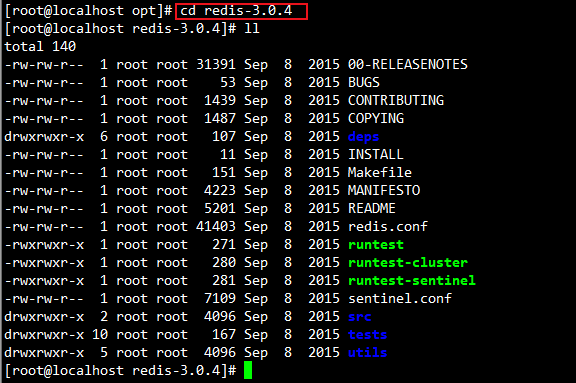 [root@localhost opt]# cd redis-3.0.4
[root@localhost redis-3.0.4]# ll
total 140
-rw-rw-r--  1 root root 31391 Sep  8  2015 00-RELEASENOTES
-rw-rw-r--  1 root root    53 Sep  8  2015 BUGS
-rw-rw-r--  1 root root  1439 Sep  8  2015 CONTRIBUTING
-rw-rw-r--  1 root root  1487 Sep  8  2015 COPYING
drwxrwxr-x  6 root root   107 Sep  8  2015 deps
-rw-rw-r--  1 root root    11 Sep  8  2015 INSTALL
-rw-rw-r--  1 root root   151 Sep  8  2015 Makefile
-rw-rw-r--  1 root root  4223 Sep  8  2015 MANIFESTO
-rw-rw-r--  1 root root  5201 Sep  8  2015 README
-rw-rw-r--  1 root root 41403 Sep  8  2015 redis.conf
-rwxrwxr-x  1 root root   271 Sep  8  2015 runtest
-rwxrwxr-x  1 root root   280 Sep  8  2015 runtest-cluster
-rwxrwxr-x  1 root root   281 Sep  8  2015 runtest-sentinel
-rw-rw-r--  1 root root  7109 Sep  8  2015 sentinel.conf
drwxrwxr-x  2 root root  4096 Sep  8  2015 src
drwxrwxr-x 10 root root   167 Sep  8  2015 tests
drwxrwxr-x  5 root root  4096 Sep  8  2015 utils
[root@localhost redis-3.0.4]#